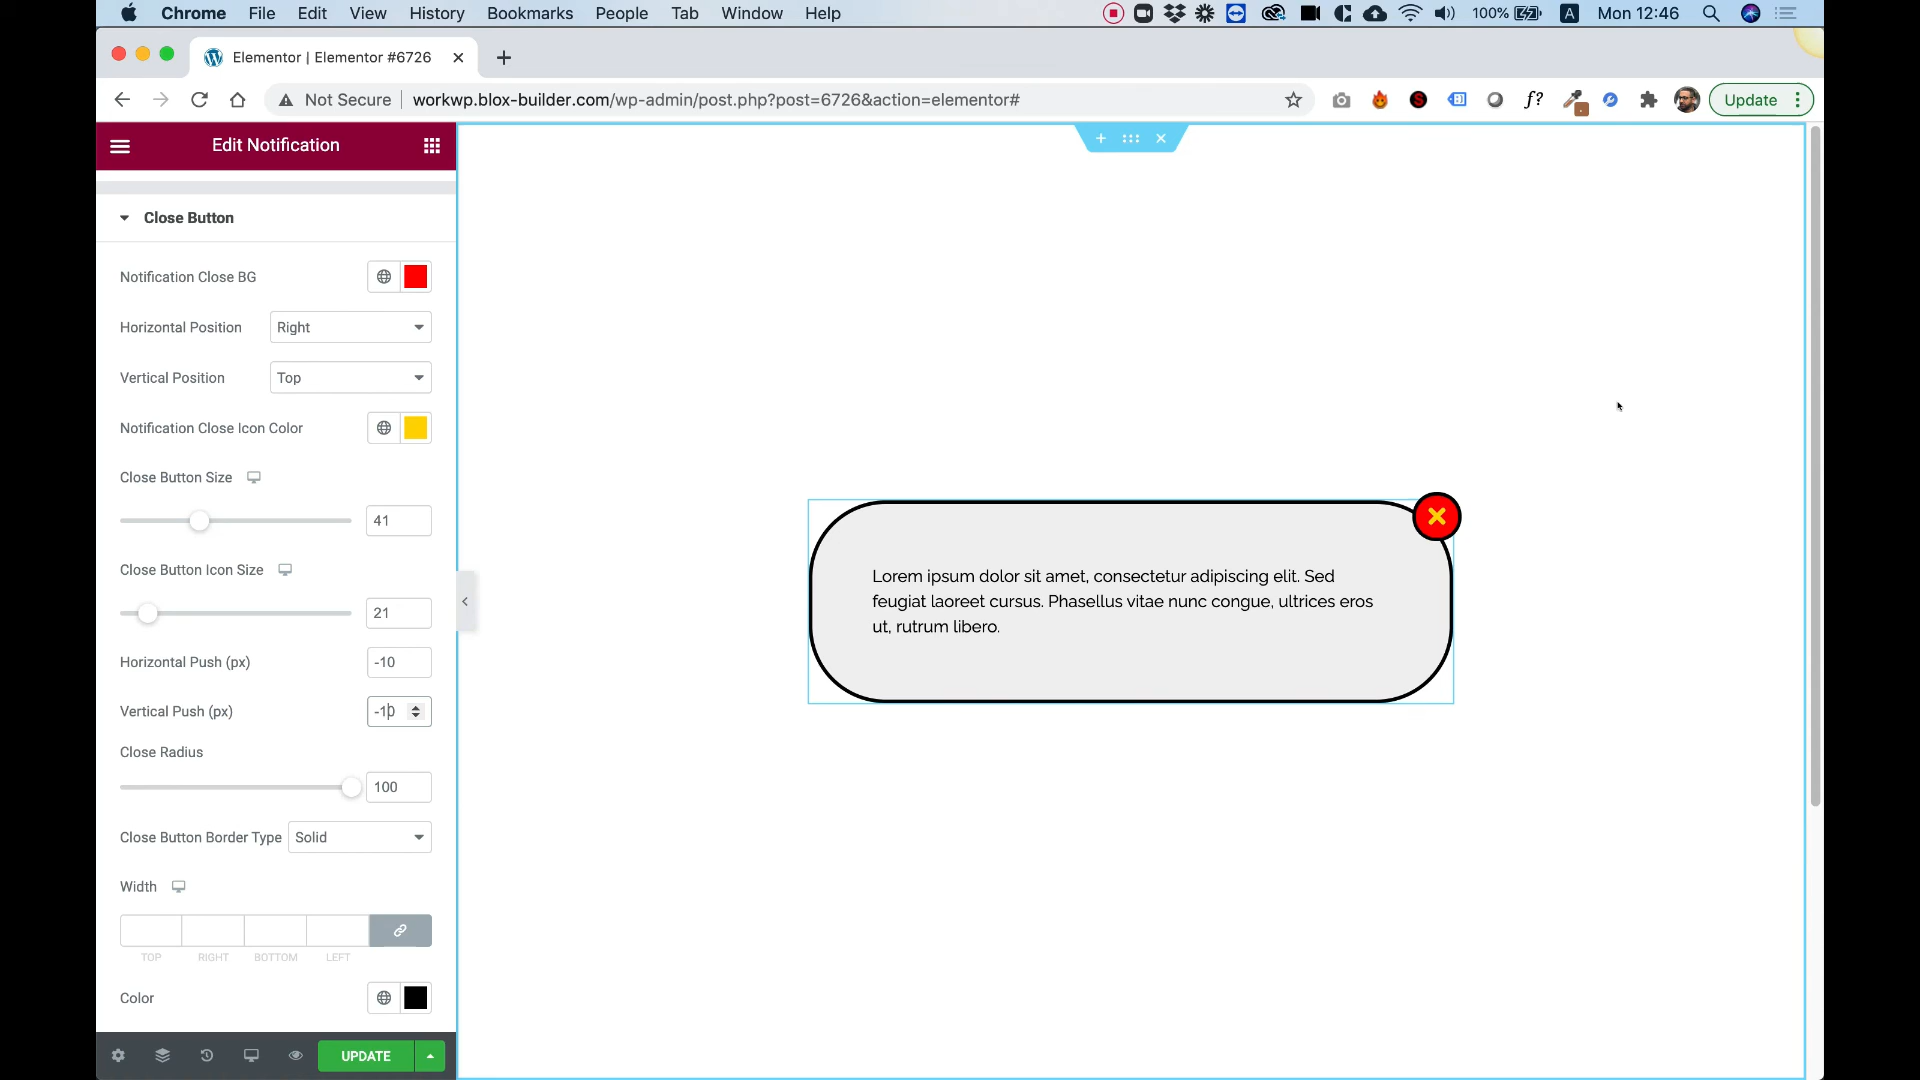 Chrome File Edit View History Bookmarks People Tab Window Help
100% A Mon 12:46
Elementor | Elementor #6726
Not Secure workwp.blox-builder.com/wp-admin/post.php?post=6726&action=elementor#
S f? Update
Edit Notification
Close Button
Notification Close BG
Horizontal Position Right
Vertical Position Top
Notification Close Icon Color
Close Button Size
41
Close Button Icon Size
21
Horizontal Push (px) -10
Vertical Push (px) -10
Close Radius
100
Close Button Border Type Solid
Width
TOP RIGHT BOTTOM LEFT
Color
UPDATE
Lorem ipsum dolor sit amet, consectetur adipiscing elit. Sed
feugiat laoreet cursus. Phasellus vitae nunc congue, ultrices eros
ut, rutrum libero.